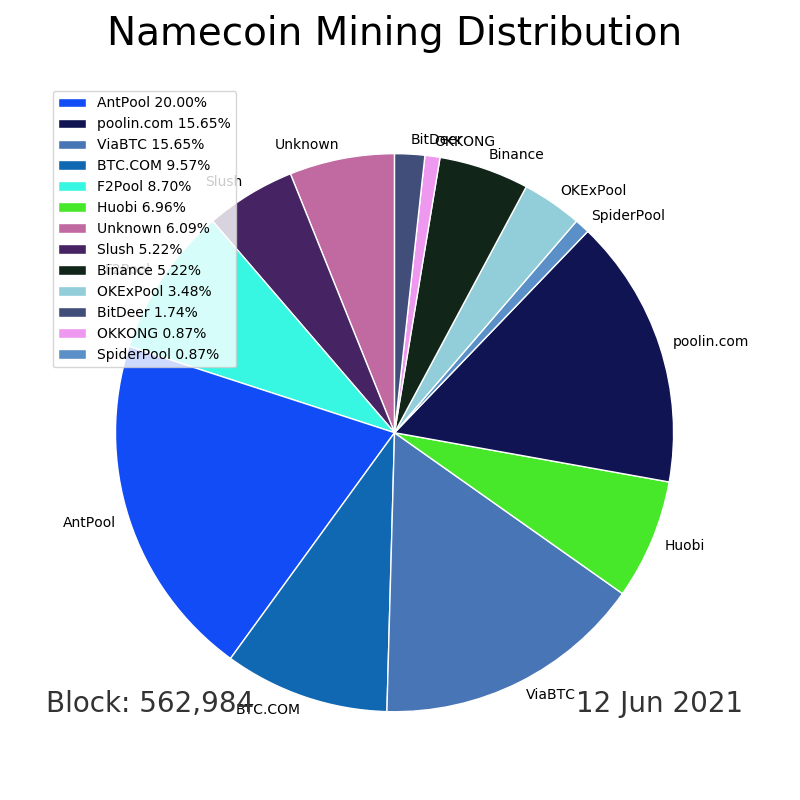 Namecoin Mining Distribution
AntPool 20.00%
poolin.com 15.65%
ViaBTC 15.65%
BTC.COM 9.57%
F2Pool 8.70%
Huobi 6.96%
Unknown 6.09%
Slush 5.22%
Binance 5.22%
OKExPool 3.48%
BitDeer 1.74%
OKKONG 0.87%
SpiderPool 0.87%
BitDeer
OKKONG
Unknown
Binance
Slush
OKExPool
SpiderPool
poolin.com
AntPool
Huobi
ViaBTC
BTC.COM
Block: 562,984
12 Jun 2021